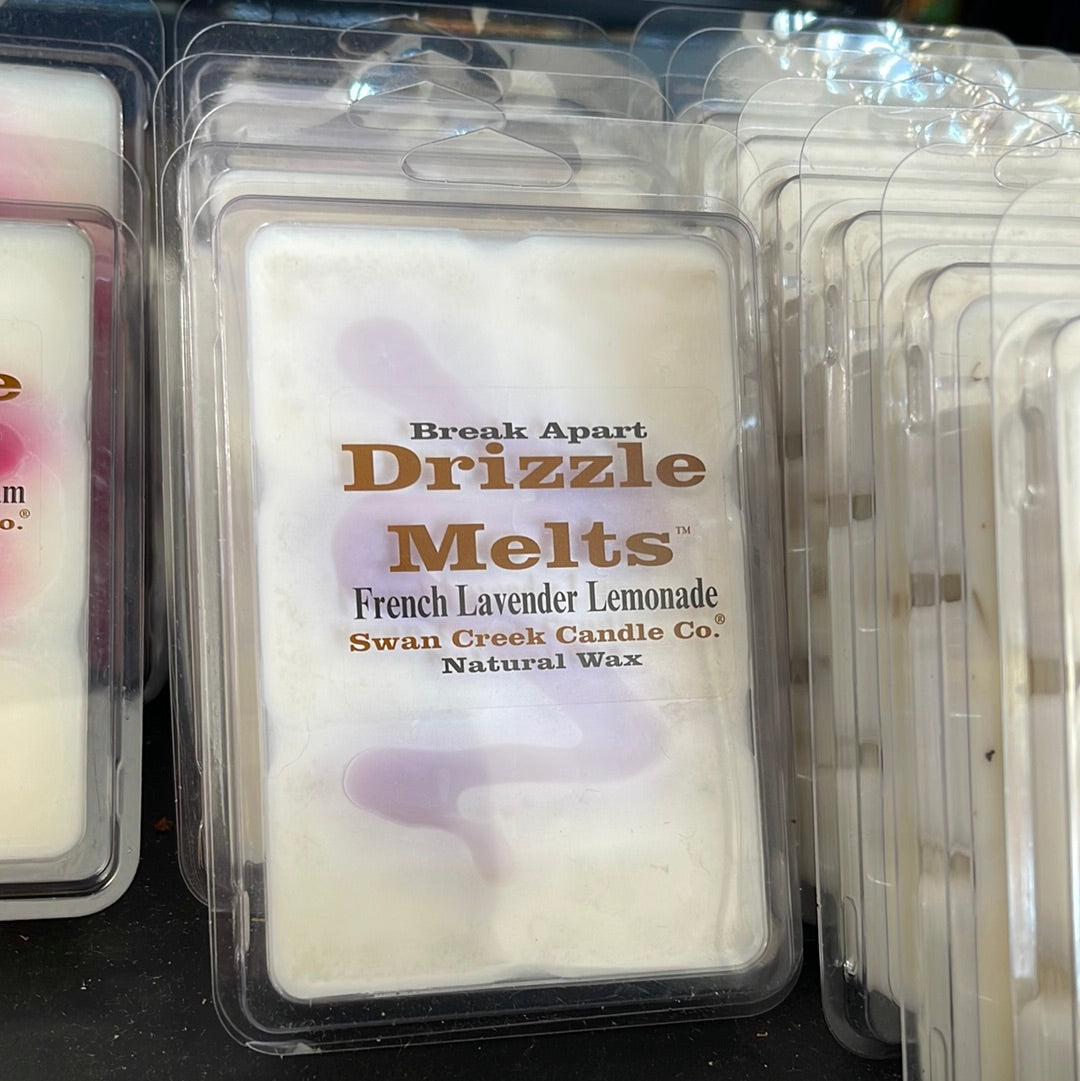 Break Apart
Drizzle
Melts™
French Lavender Lemonade
Swan Creek Candle Co.®
Natural Wax